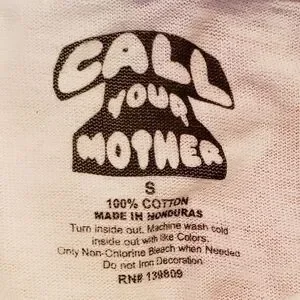 CALL
YOUR
MOTHER
S
100% COTTON
MADE IN HONDURAS
Turn inside out. Machine wash cold
inside out with like Colors.
Only Non-Chlorine Bleach when Needed
Do not Iron Decoration
RN# 139809